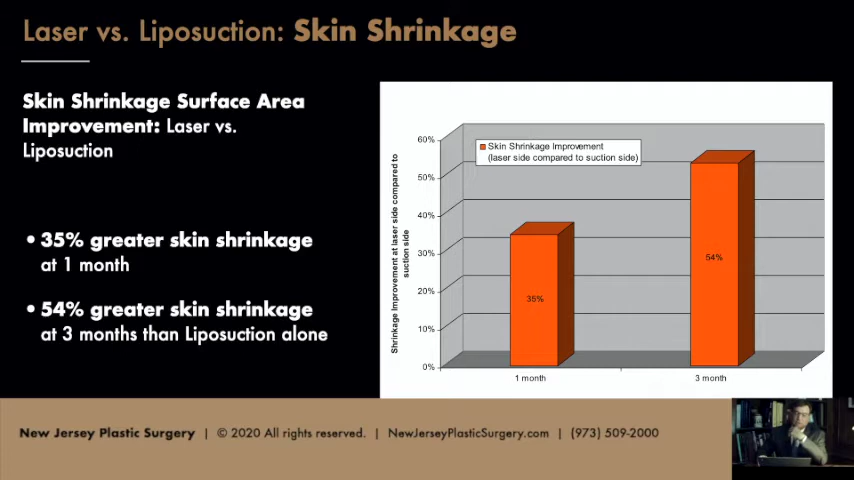 Laser vs. Liposuction: Skin Shrinkage
Skin Shrinkage Surface Area
Improvement: Laser vs.
Liposuction
• 35% greater skin shrinkage
at 1 month
• 54% greater skin shrinkage
at 3 months than Liposuction alone
Shrinkage Improvement at laser side compared to
suction side
60%
50%
40%
30%
20%
10%
0%
Skin Shrinkage Improvement
(laser side compared to suction side)
35%
54%
1 month
3 month
New Jersey Plastic Surgery | © 2020 All rights reserved. | NewJerseyPlasticSurgery.com | (973) 509-2000